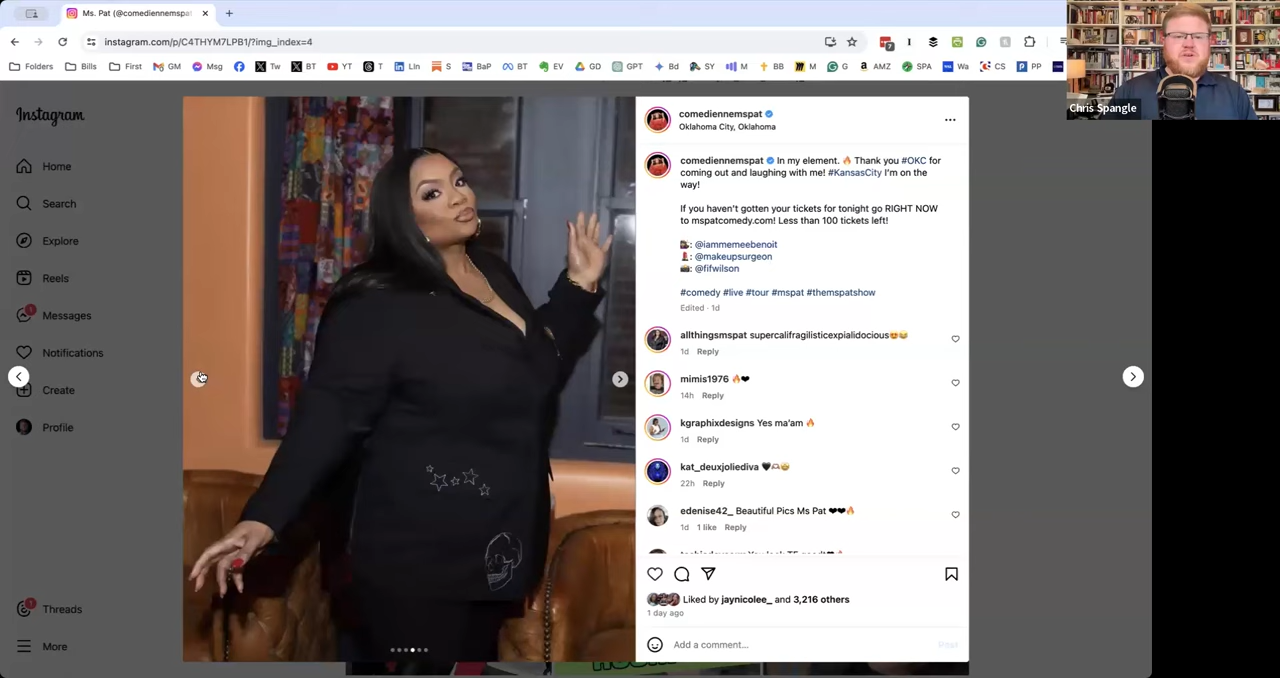 Ms. Pat (@comediennemspat
instagram.com/p/C4THYM7LPB1/?img_index=4
7
Folders
Bills
First
GM
Msg
Tw
BT
YT
Lin
S
Fi
EV
GD
GPT
Bd
SY
M
BB
M
G
AMZ
SPA
Wa
CS
PP
Chris Spangle
Instagram
Home
Search
Explore
Reels
1
Messages
Notifications
Create
Profile
1
Threads
More
comediennemspat
Oklahoma City, Oklahoma
comediennemspat In my element. 🔥 Thank you #OKC for
coming out and laughing with me! #KansasCity I'm on the
way!
If you haven't gotten your tickets for tonight go RIGHT NOW
to mspatcomedy.com! Less than 100 tickets left!
: @iammemeebenoit
💄: @makeupsurgeon
📸: @fifwilson
#comedy #live #tour #mspat #themspatshow
Edited · 1d
allthingsmspat supercalifragilisticexpialidocious😍😂
1d Reply
mimis1976 🔥❤
14h Reply
kgraphixdesigns Yes ma'am 🔥
1d Reply
kat_deuxjoliediva 🖤🫶🏽🤩
22h Reply
edenise42_ Beautiful Pics Ms Pat ❤❤🔥
1d 1 like Reply
Liked by jaynicolee_ and 3,216 others
1 day ago
Add a comment...
Post